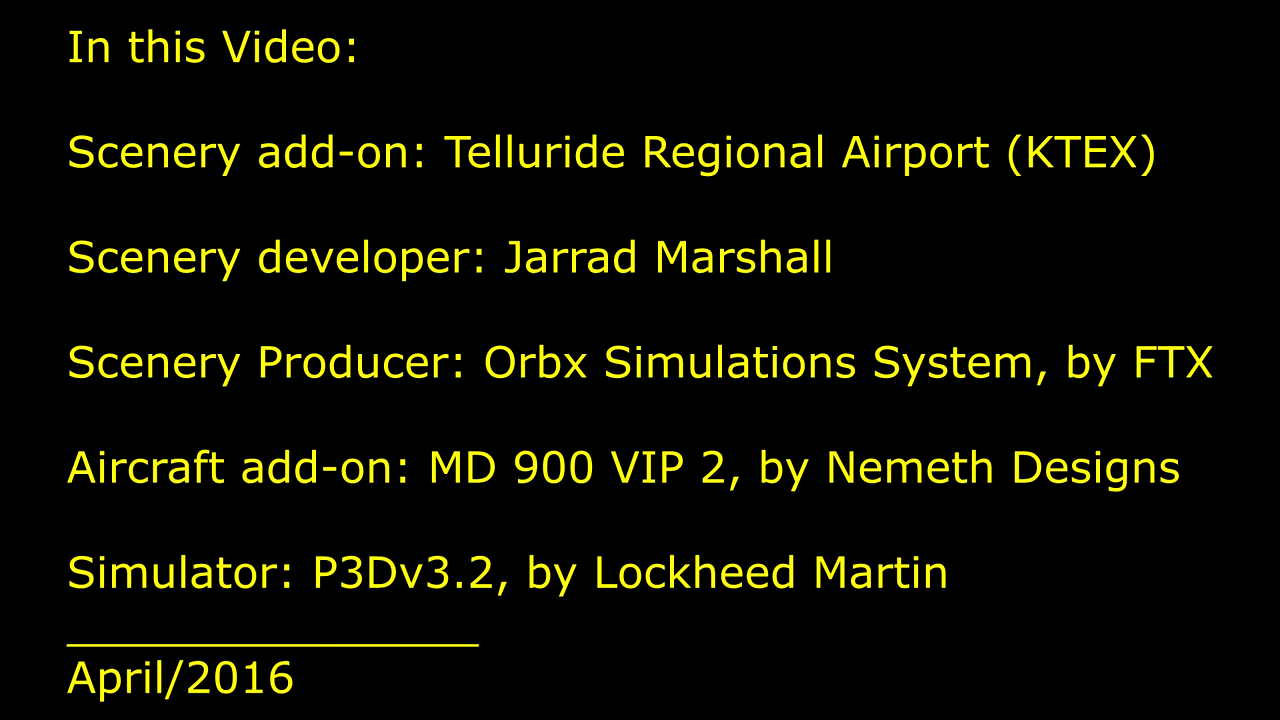 In this Video:
Scenery add-on: Telluride Regional Airport (KTEX)
Scenery developer: Jarrad Marshall
Scenery Producer: Orbx Simulations System, by FTX
Aircraft add-on: MD 900 VIP 2, by Nemeth Designs
Simulator: P3Dv3.2, by Lockheed Martin
_________________
April/2016